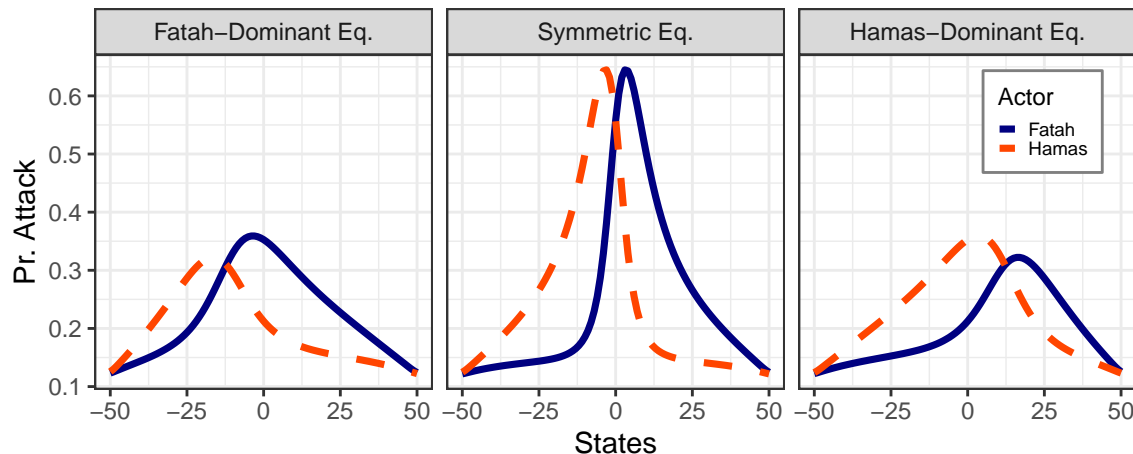 Fatah−Dominant Eq.
Symmetric Eq.
Hamas−Dominant Eq.
Pr. Attack
0.6
0.5
0.4
0.3
0.2
0.1
Actor
Fatah
Hamas
−50 −25 0 25 50
−50 −25 0 25 50
−50 −25 0 25 50
States